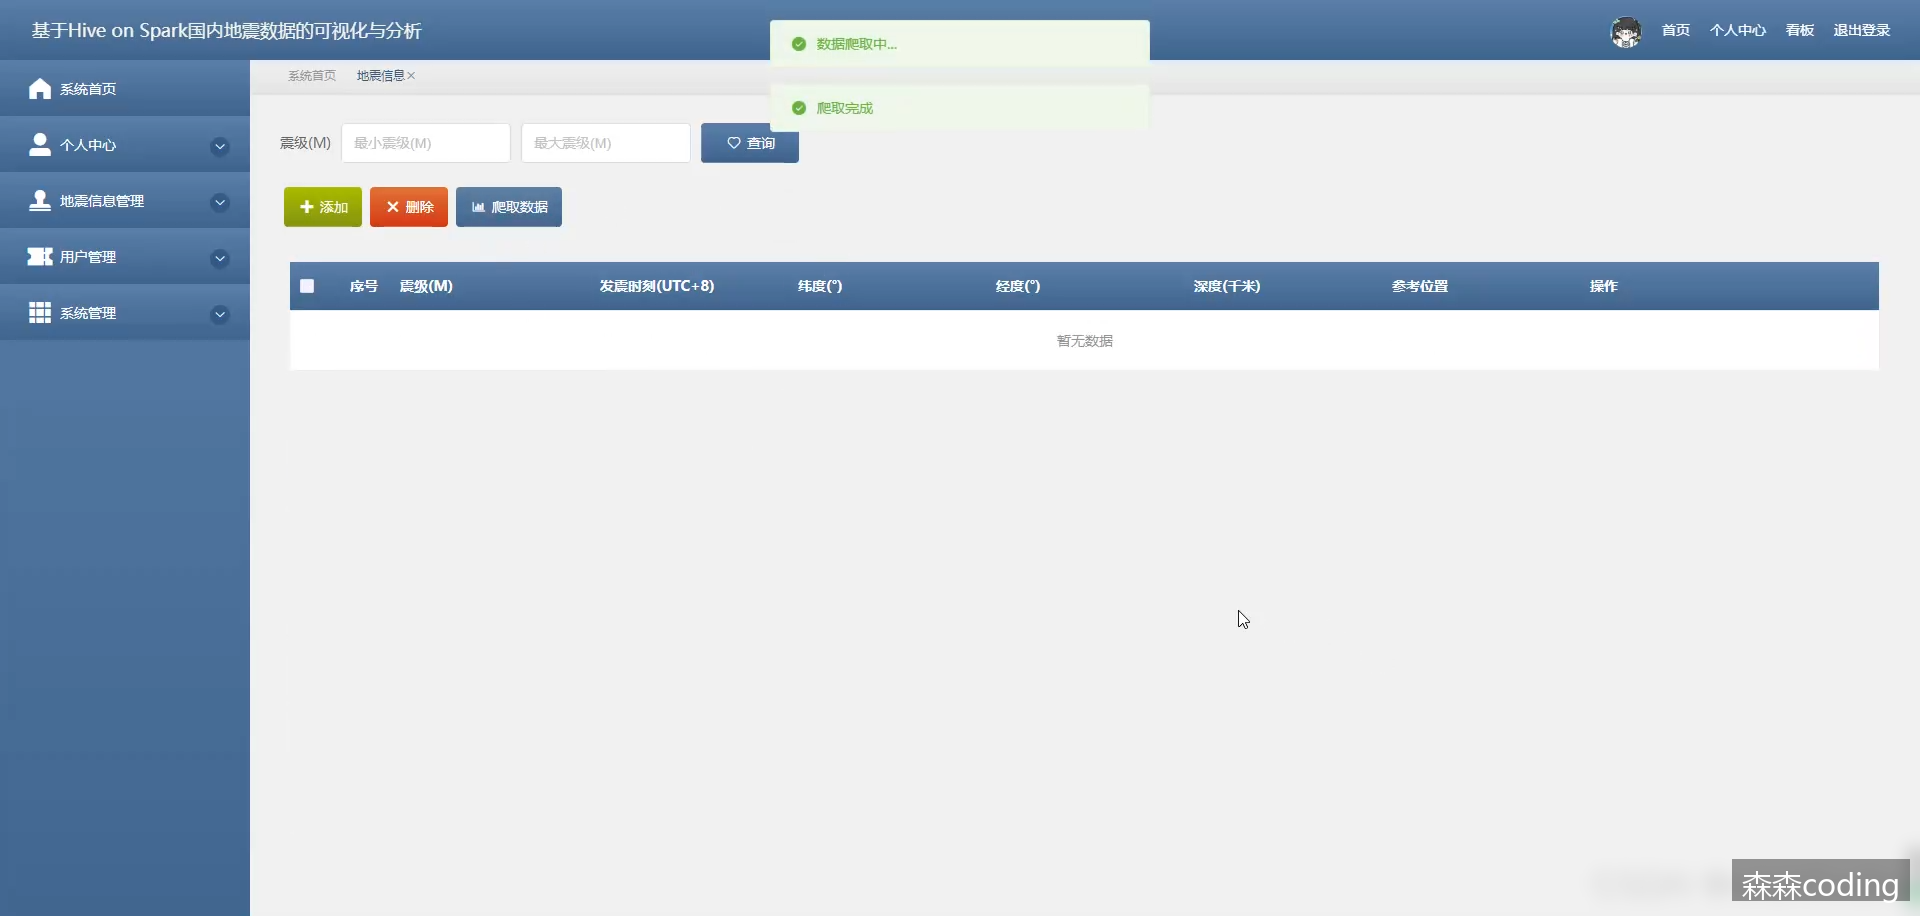 基于Hive on Spark国内地震数据的可视化与分析
首页 个人中心 看板 退出登录
数据爬取中...
爬取完成
系统首页
个人中心
地震信息管理
用户管理
系统管理
系统首页 地震信息×
震级(M) 最小震级(M) 最大震级(M) 查询
添加 删除 爬取数据
序号 震级(M) 发震时刻(UTC+8) 纬度(°) 经度(°) 深度(千米) 参考位置 操作
暂无数据
森森coding